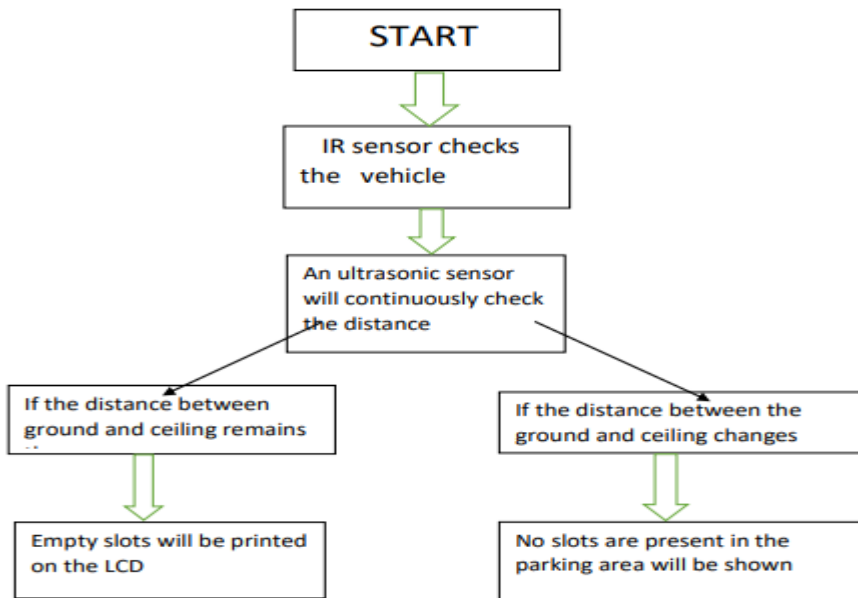 START
IR sensor checks
the vehicle
An ultrasonic sensor
will continuously check
the distance
If the distance between
ground and ceiling remains
If the distance between the
ground and ceiling changes
Empty slots will be printed
on the LCD
No slots are present in the
parking area will be shown